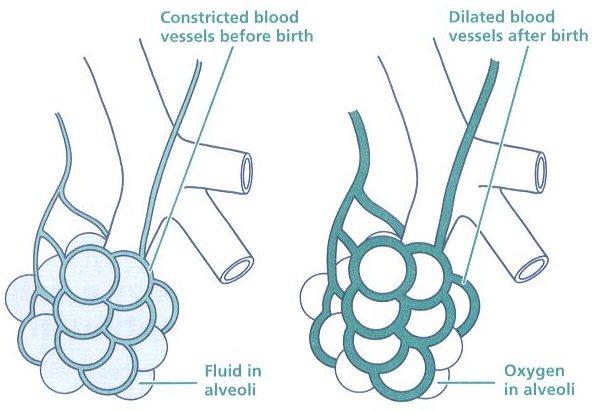 Constricted blood
vessels before birth
Dilated blood
vessels after birth
Fluid in
alveoli
Oxygen
in alveoli